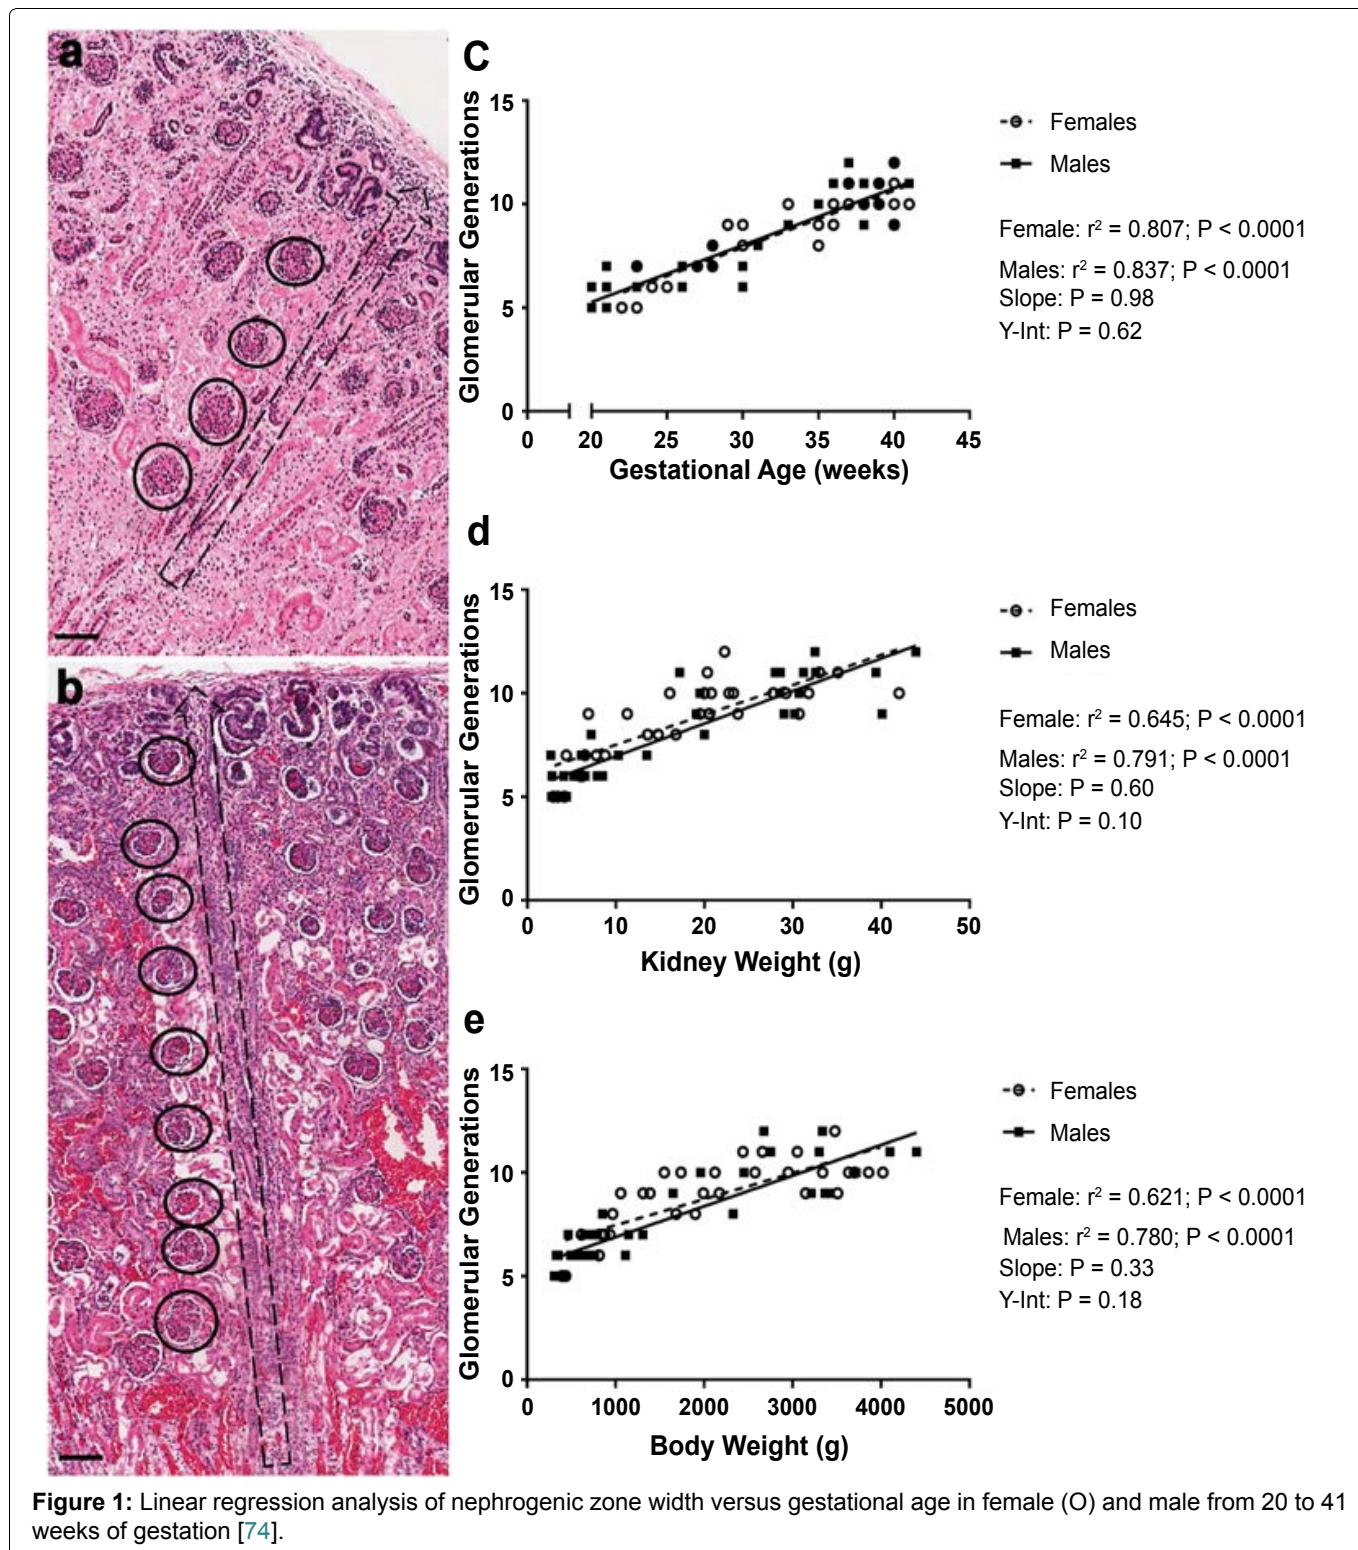 a
b
C
15
10
5
0
Glomerular Generations
0 20 25 30 35 40 45
Gestational Age (weeks)
Females
Males
Female: r² = 0.807; P < 0.0001
Males: r² = 0.837; P < 0.0001
Slope: P = 0.98
Y-Int: P = 0.62
d
15
10
5
0
Glomerular Generations
0 10 20 30 40 50
Kidney Weight (g)
Females
Males
Female: r² = 0.645; P < 0.0001
Males: r² = 0.791; P < 0.0001
Slope: P = 0.60
Y-Int: P = 0.10
e
15
10
5
0
Glomerular Generations
0 1000 2000 3000 4000 5000
Body Weight (g)
Females
Males
Female: r² = 0.621; P < 0.0001
Males: r² = 0.780; P < 0.0001
Slope: P = 0.33
Y-Int: P = 0.18
Figure 1: Linear regression analysis of nephrogenic zone width versus gestational age in female (O) and male from 20 to 41
weeks of gestation [74].